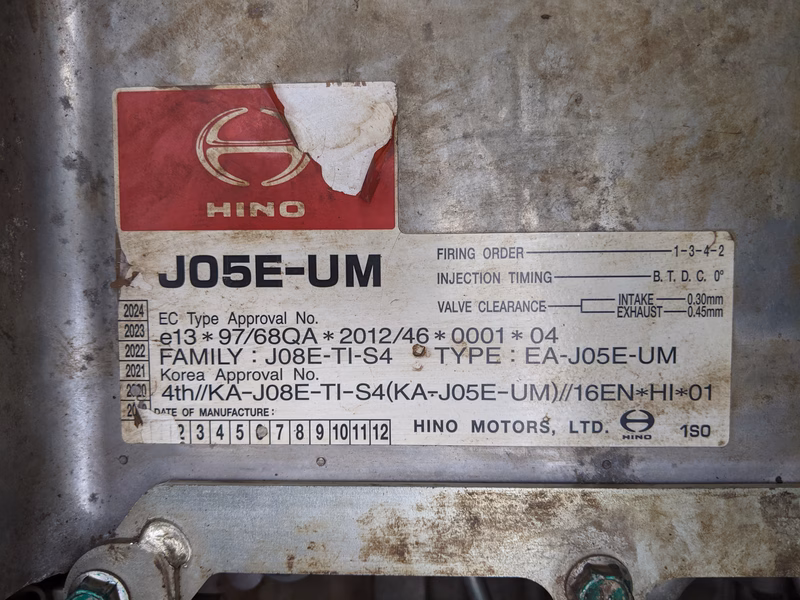 HINO
J05E-UM
FIRING ORDER 1-3-4-2
INJECTION TIMING B.T.D.C. 0°
VALVE CLEARANCE INTAKE 0.30mm
EXHAUST 0.45mm
2024
2023
2022
2021
EC Type Approval No.
e13*97/68QA*2012/46*0001*04
FAMILY : J08E-TI-S4 TYPE : EA-J05E-UM
Korea Approval No.
4th//KA-J08E-TI-S4(KA-J05E-UM)//16EN*HI*01
DATE OF MANUFACTURE:
2 3 4 5 7 8 9 10 11 12
HINO MOTORS, LTD. HINO 1S0